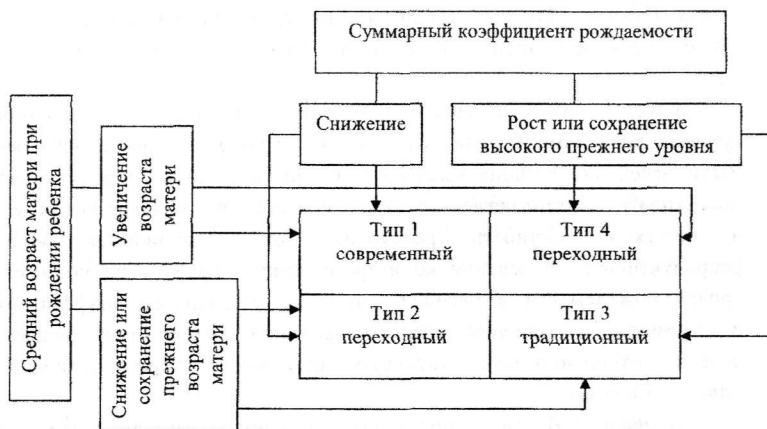 Суммарный коэффициент рождаемости
Снижение
Рост или сохранение
высокого прежнего уровня
Средний возраст матери при
рождении ребенка
Увеличение
возраста
матери
Снижение или
сохранение
прежнего
возраста
матери
Тип 1
современный
Тип 4
переходный
Тип 2
переходный
Тип 3
традиционный